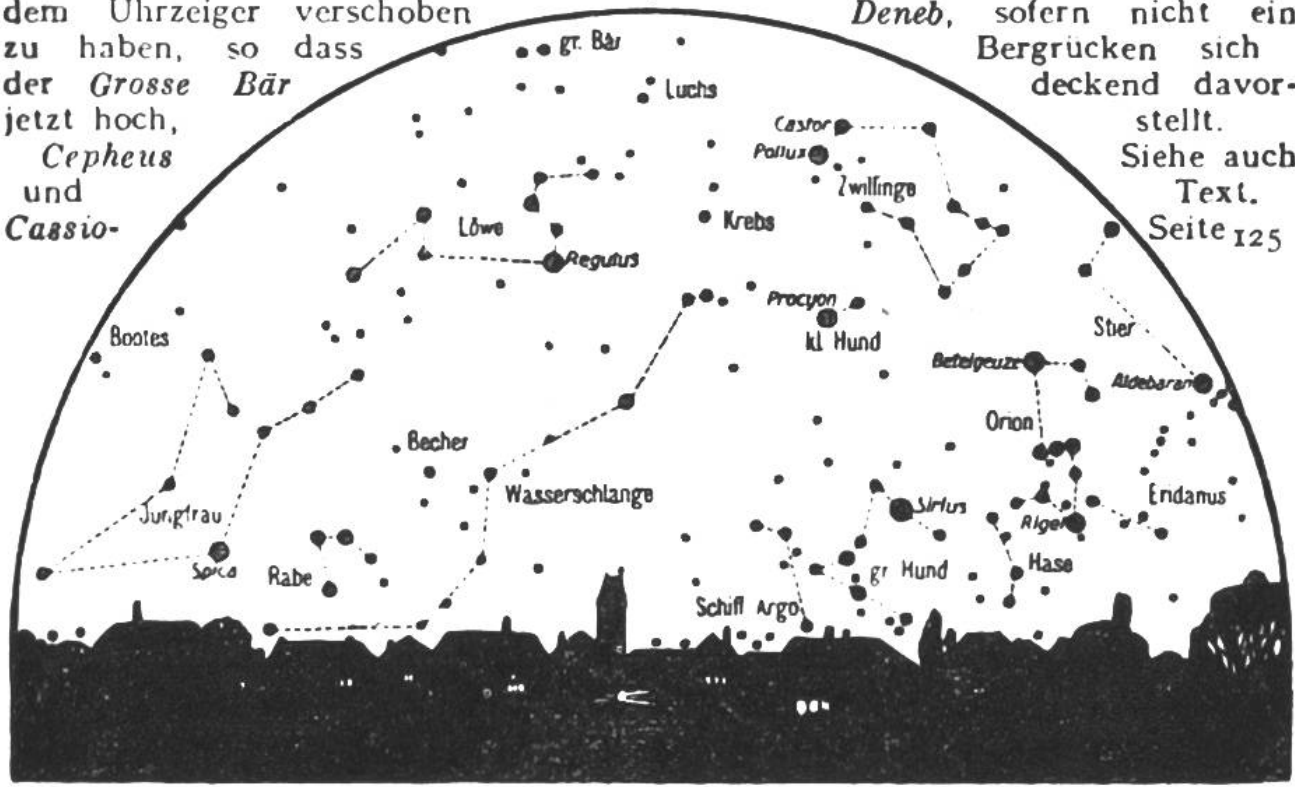 dem Uhrzeiger verschoben
zu haben, so dass
der Grosse Bär
jetzt hoch,
Cepheus
und
Cassio-
Deneb, sofern nicht ein
Bergrücken sich
deckend davor-
stellt.
Siehe auch
Text.
Seite 125
gr. Bär
Luchs
Castor
Pollux
Zwillinge
Löwe
Krebs
Regulus
Procyon
kl Hund
Bootes
Stier
Beteigeuze
Aldebaran
Orion
Becher
Wasserschlange
Eridanus
Jungfrau
Sirius
Rigel
Spica
Rabe
gr Hund
Hase
Schiff Argo